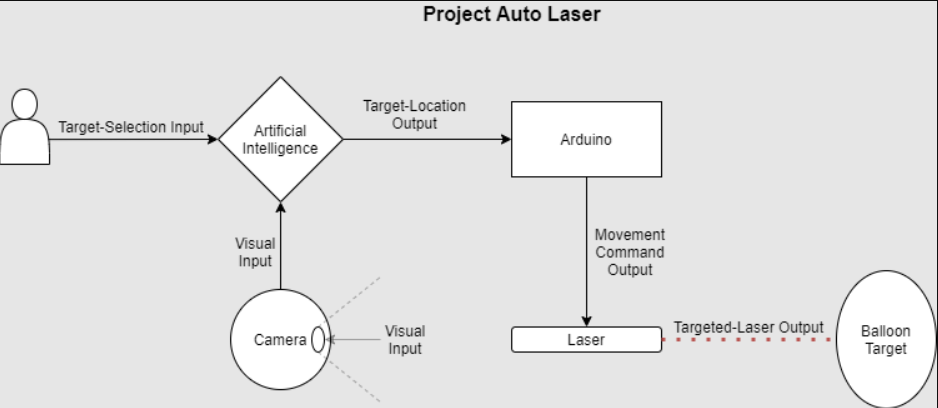 Project Auto Laser
Target-Selection Input
Artificial
Intelligence
Target-Location
Output
Arduino
Visual
Input
Movement
Command
Output
Camera
Visual
Input
Laser
Targeted-Laser Output
Balloon
Target